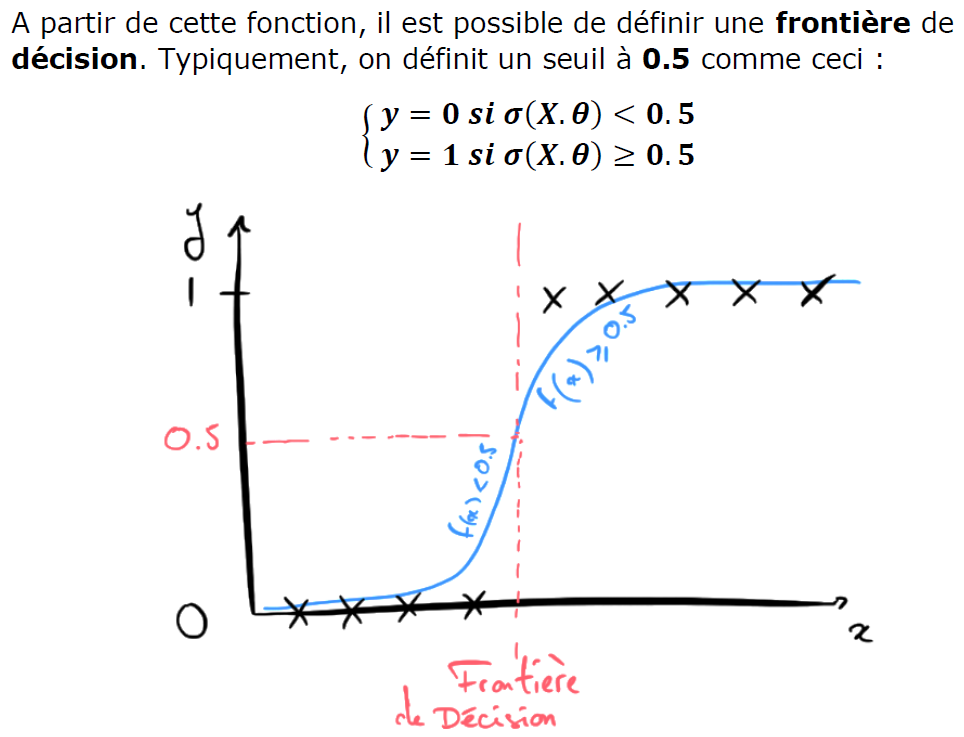 A partir de cette fonction, il est possible de définir une frontière de
décision. Typiquement, on définit un seuil à 0.5 comme ceci :
y = 0 si σ(X.θ) < 0.5
y = 1 si σ(X.θ) ≥ 0.5
y
1
f(x) ≥ 0.5
0.5
f(x) < 0.5
0
x
Frontière
de Décision